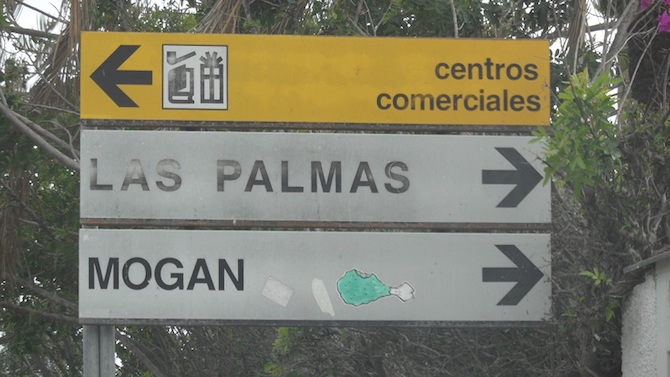 centros
comerciales
LAS PALMAS
MOGAN